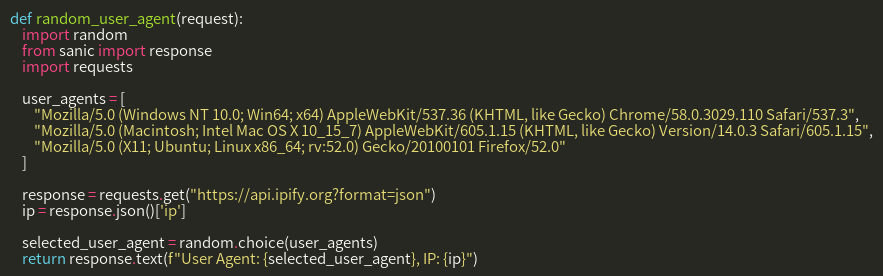 def random_user_agent(request):
    import random
    from sanic import response
    import requests

    user_agents = [
        "Mozilla/5.0 (Windows NT 10.0; Win64; x64) AppleWebKit/537.36 (KHTML, like Gecko) Chrome/58.0.3029.110 Safari/537.3",
        "Mozilla/5.0 (Macintosh; Intel Mac OS X 10_15_7) AppleWebKit/605.1.15 (KHTML, like Gecko) Version/14.0.3 Safari/605.1.15",
        "Mozilla/5.0 (X11; Ubuntu; Linux x86_64; rv:52.0) Gecko/20100101 Firefox/52.0"
    ]

    response = requests.get("https://api.ipify.org?format=json")
    ip = response.json()['ip']

    selected_user_agent = random.choice(user_agents)
    return response.text(f"User Agent: {selected_user_agent}, IP: {ip}")